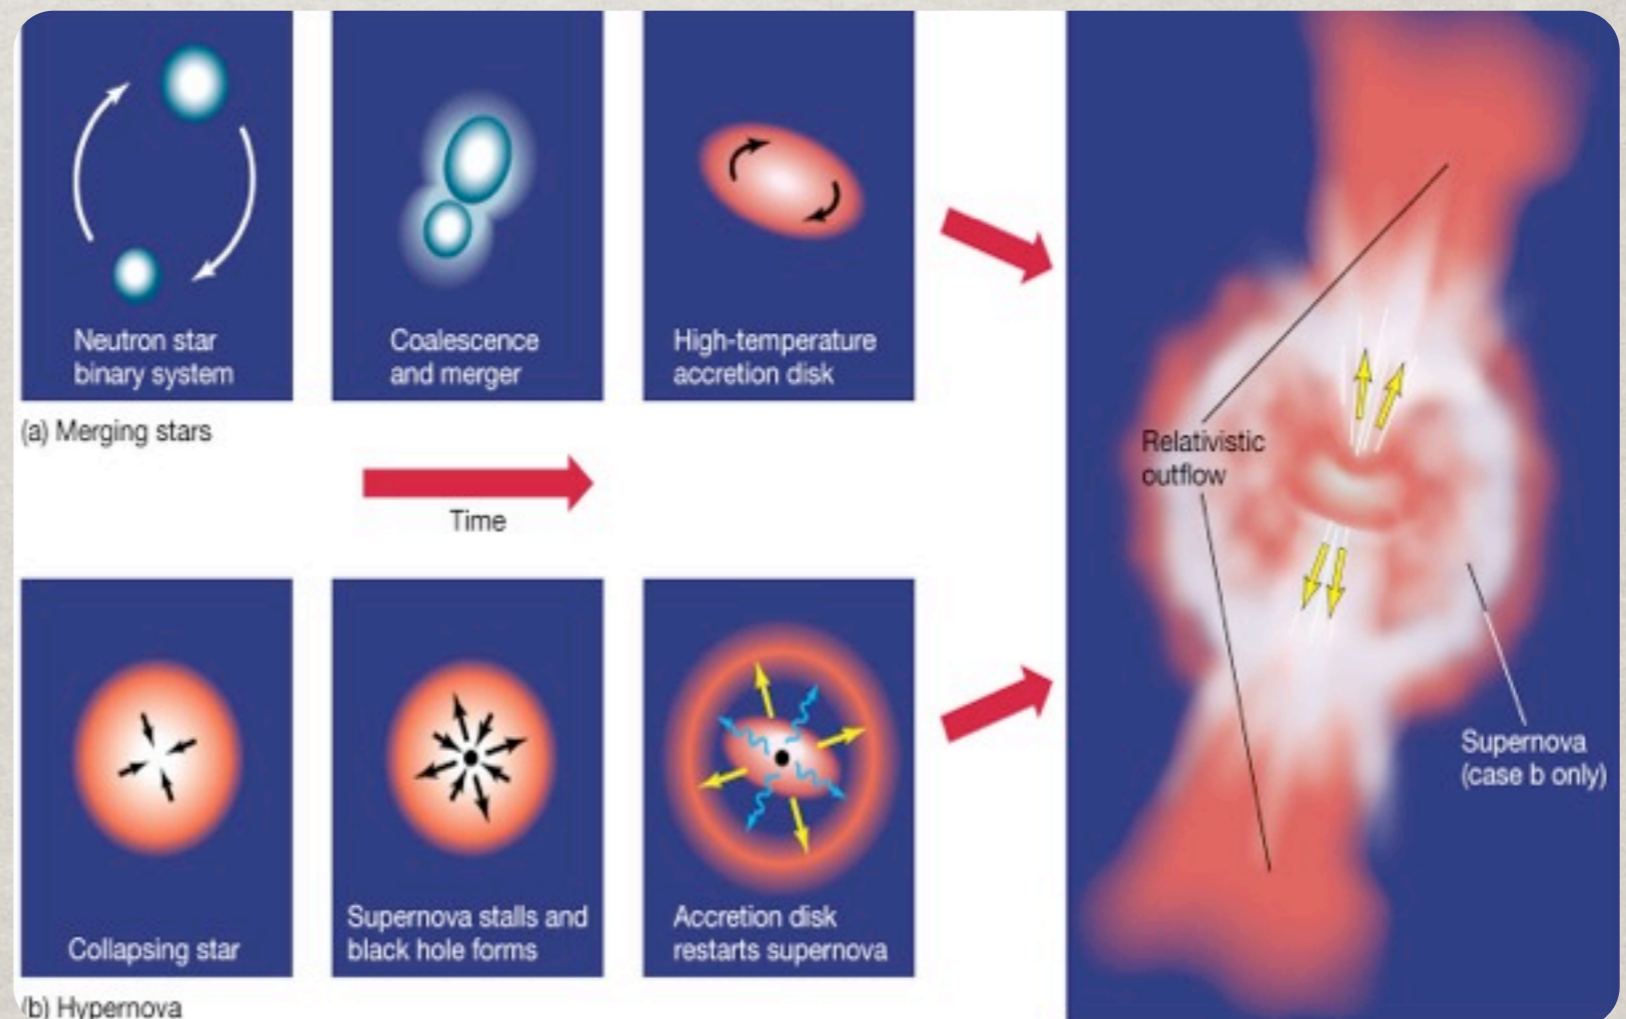 Neutron star
binary system
Coalescence
and merger
High-temperature
accretion disk
(a) Merging stars
Time
Collapsing star
Supernova stalls and
black hole forms
Accretion disk
restarts supernova
(b) Hypernova
Relativistic
outflow
Supernova
(case b only)